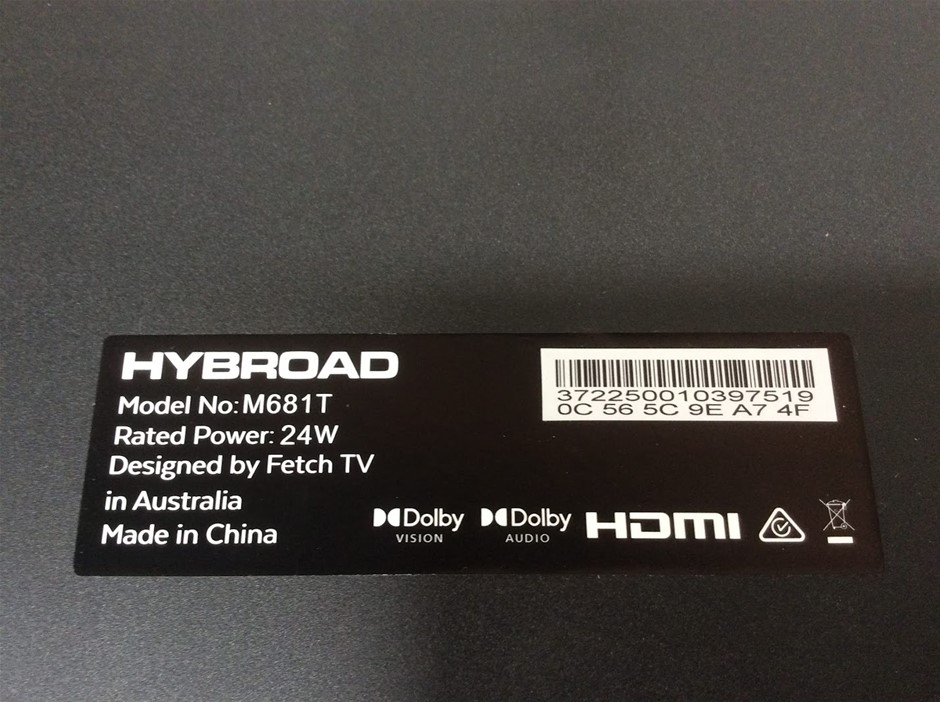 HYBROAD
Model No: M681T
Rated Power: 24W
Designed by Fetch TV
in Australia
Made in China
372250010397519
0C 56 5C 9E A7 4F
Dolby VISION
Dolby AUDIO
HDMI